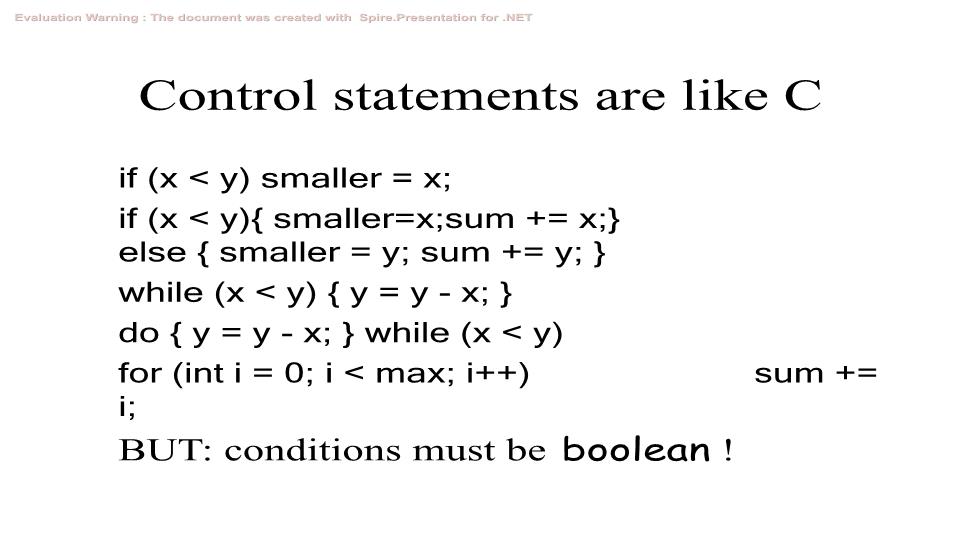 Evaluation Warning : The document was created with Spire.Presentation for .NET
Control statements are like C
if (x < y) smaller = x;
if (x < y){ smaller=x;sum += x;}
else { smaller = y; sum += y; }
while (x < y) { y = y - x; }
do { y = y - x; } while (x < y)
for (int i = 0; i < max; i++) sum +=
i;
BUT: conditions must be boolean !